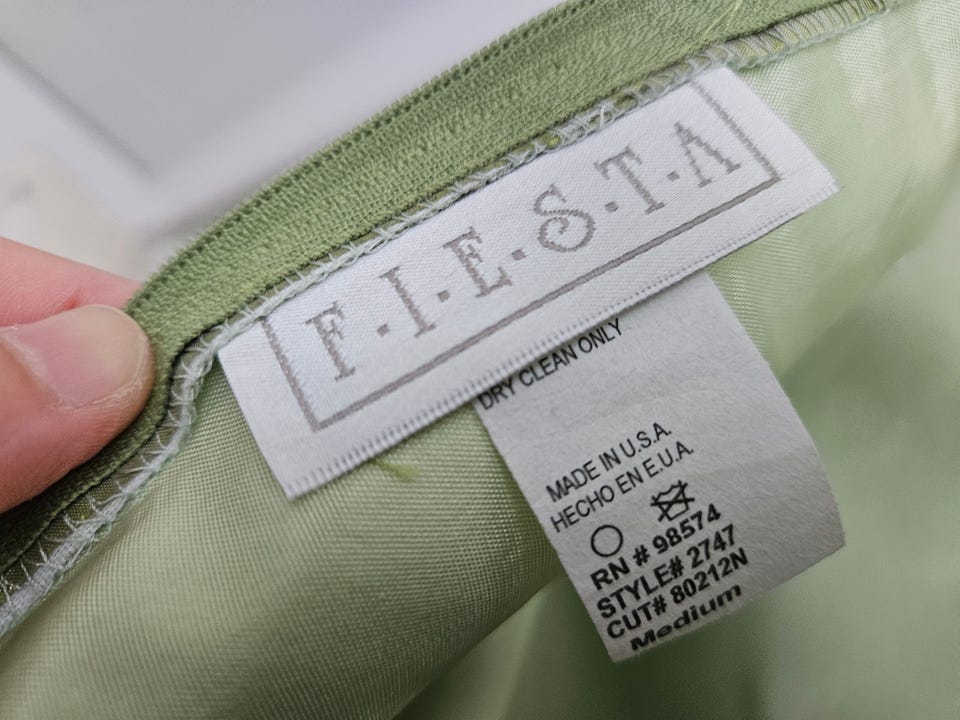 F·I·E·S·T·A
DRY CLEAN ONLY
MADE IN U.S.A.
HECHO EN E.U.A.
RN # 98574
STYLE# 2747
CUT# 80212N
Medium